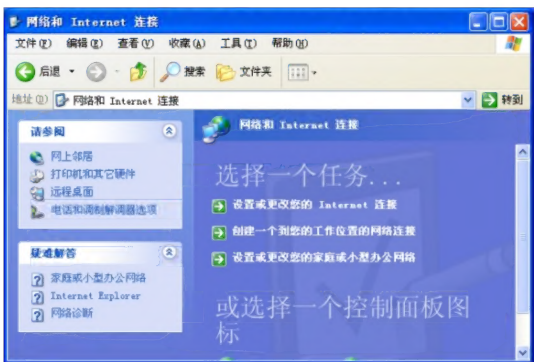 网络和 Internet 连接
文件(F) 编辑(E) 查看(V) 收藏(A) 工具(T) 帮助(H)
后退 搜索 文件夹
地址(D) 网络和 Internet 连接 转到
请参阅
网上邻居
打印机和其它硬件
远程桌面
电话和调制解调器选项
疑难解答
家庭或小型办公网络
Internet Explorer
网络诊断
网络和 Internet 连接
选择一个任务...
设置或更改您的 Internet 连接
创建一个到您的工作位置的网络连接
设置或更改您的家庭或小型办公网络
或选择一个控制面板图
标